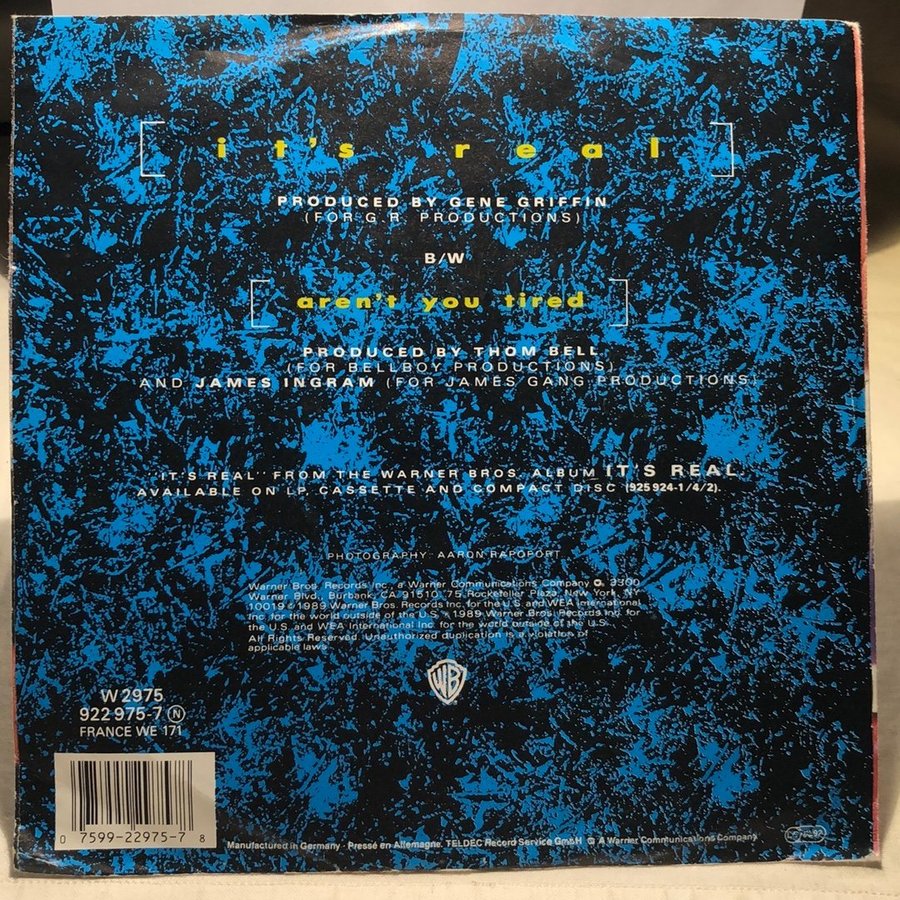 [ it's real ]
PRODUCED BY GENE GRIFFIN
(FOR G.R. PRODUCTIONS)
B/W
[ aren't you tired ]
PRODUCED BY THOM BELL
(FOR BELLBOY PRODUCTIONS)
AND JAMES INGRAM (FOR JAMES GANG PRODUCTIONS)
"IT'S REAL" FROM THE WARNER BROS. ALBUM IT'S REAL.
AVAILABLE ON LP, CASSETTE AND COMPACT DISC (925 924-1/4/2).
PHOTOGRAPHY: AARON RAPOPORT
Warner Bros. Records Inc., a Warner Communications Company 3300
Warner Blvd., Burbank, CA 91510. 75 Rockefeller Plaza, New York, NY
10019 ℗ 1989 Warner Bros. Records Inc. for the U.S. and WEA International
Inc. for the world outside of the U.S. © 1989 Warner Bros. Records Inc. for
the U.S. and WEA International Inc. for the world outside of the U.S.
All Rights Reserved. Unauthorized duplication is a violation of
applicable laws.
WB
W 2975
922 975-7 Ⓝ
FRANCE WE 171
0 7599-22975-7 8
Manufactured in Germany · Pressé en Allemagne. TELDEC Record Service GmbH · A Warner Communications Company